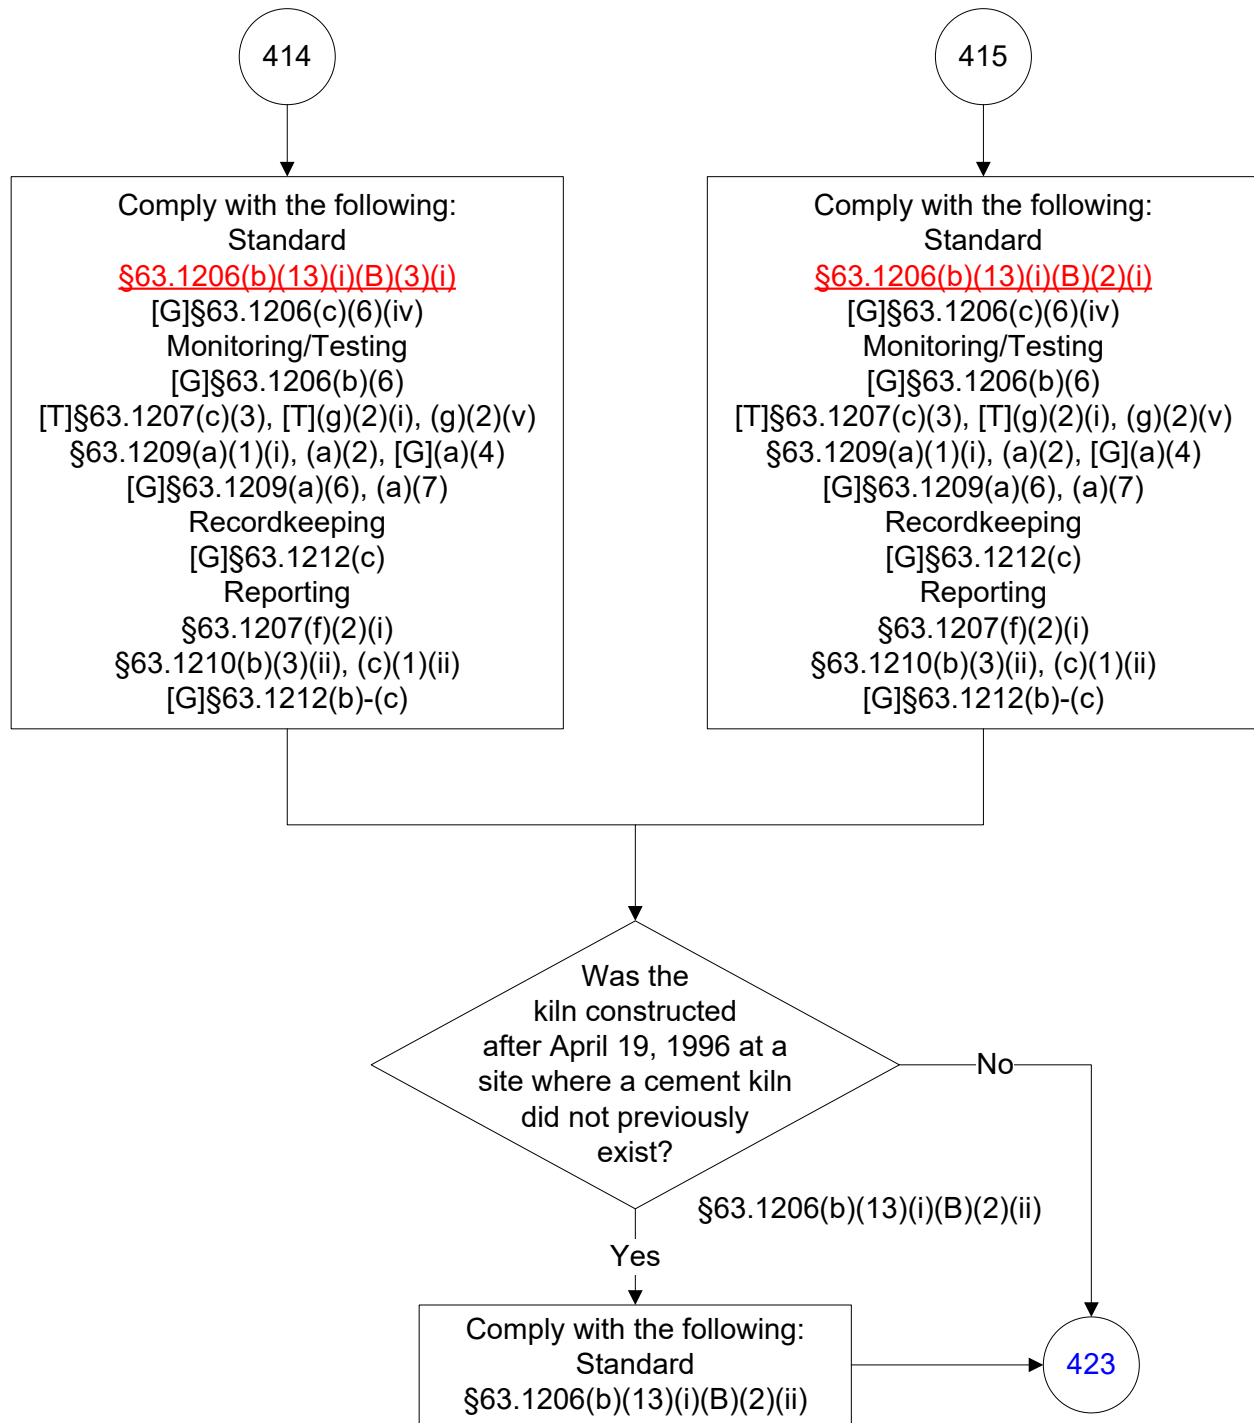 414
415
Comply with the following:
Standard
§63.1206(b)(13)(i)(B)(3)(i)
[G]§63.1206(c)(6)(iv)
Monitoring/Testing
[G]§63.1206(b)(6)
[T]§63.1207(c)(3), [T](g)(2)(i), (g)(2)(v)
§63.1209(a)(1)(i), (a)(2), [G](a)(4)
[G]§63.1209(a)(6), (a)(7)
Recordkeeping
[G]§63.1212(c)
Reporting
§63.1207(f)(2)(i)
§63.1210(b)(3)(ii), (c)(1)(ii)
[G]§63.1212(b)-(c)
Comply with the following:
Standard
§63.1206(b)(13)(i)(B)(2)(i)
[G]§63.1206(c)(6)(iv)
Monitoring/Testing
[G]§63.1206(b)(6)
[T]§63.1207(c)(3), [T](g)(2)(i), (g)(2)(v)
§63.1209(a)(1)(i), (a)(2), [G](a)(4)
[G]§63.1209(a)(6), (a)(7)
Recordkeeping
[G]§63.1212(c)
Reporting
§63.1207(f)(2)(i)
§63.1210(b)(3)(ii), (c)(1)(ii)
[G]§63.1212(b)-(c)
Was the
kiln constructed
after April 19, 1996 at a
site where a cement kiln
did not previously
exist?
No
§63.1206(b)(13)(i)(B)(2)(ii)
Yes
Comply with the following:
Standard
§63.1206(b)(13)(i)(B)(2)(ii)
423